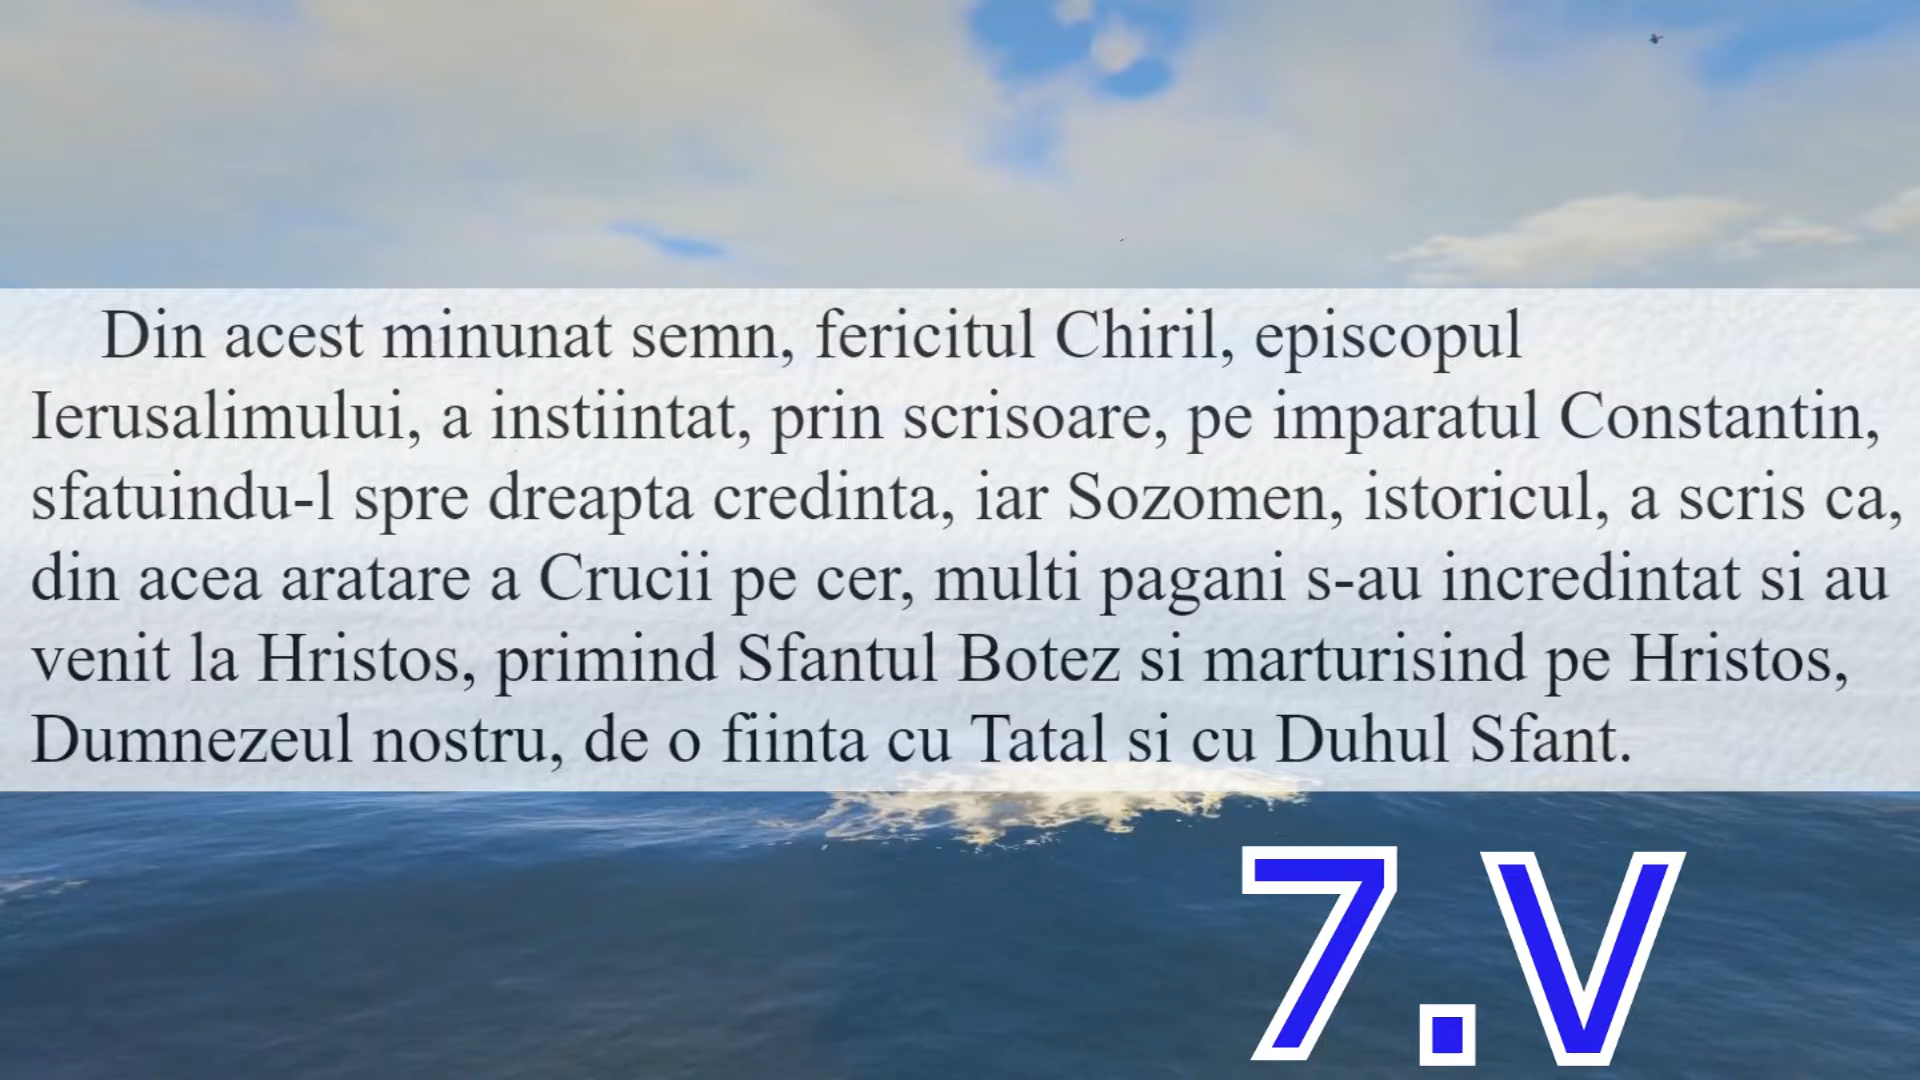 Din acest minunat semn, fericitul Chiril, episcopul
Ierusalimului, a instiintat, prin scrisoare, pe imparatul Constantin,
sfatuindu-l spre dreapta credinta, iar Sozomen, istoricul, a scris ca,
din acea aratare a Crucii pe cer, multi pagani s-au incredintat si au
venit la Hristos, primind Sfantul Botez si marturisind pe Hristos,
Dumnezeul nostru, de o fiinta cu Tatal si cu Duhul Sfant.
7.V